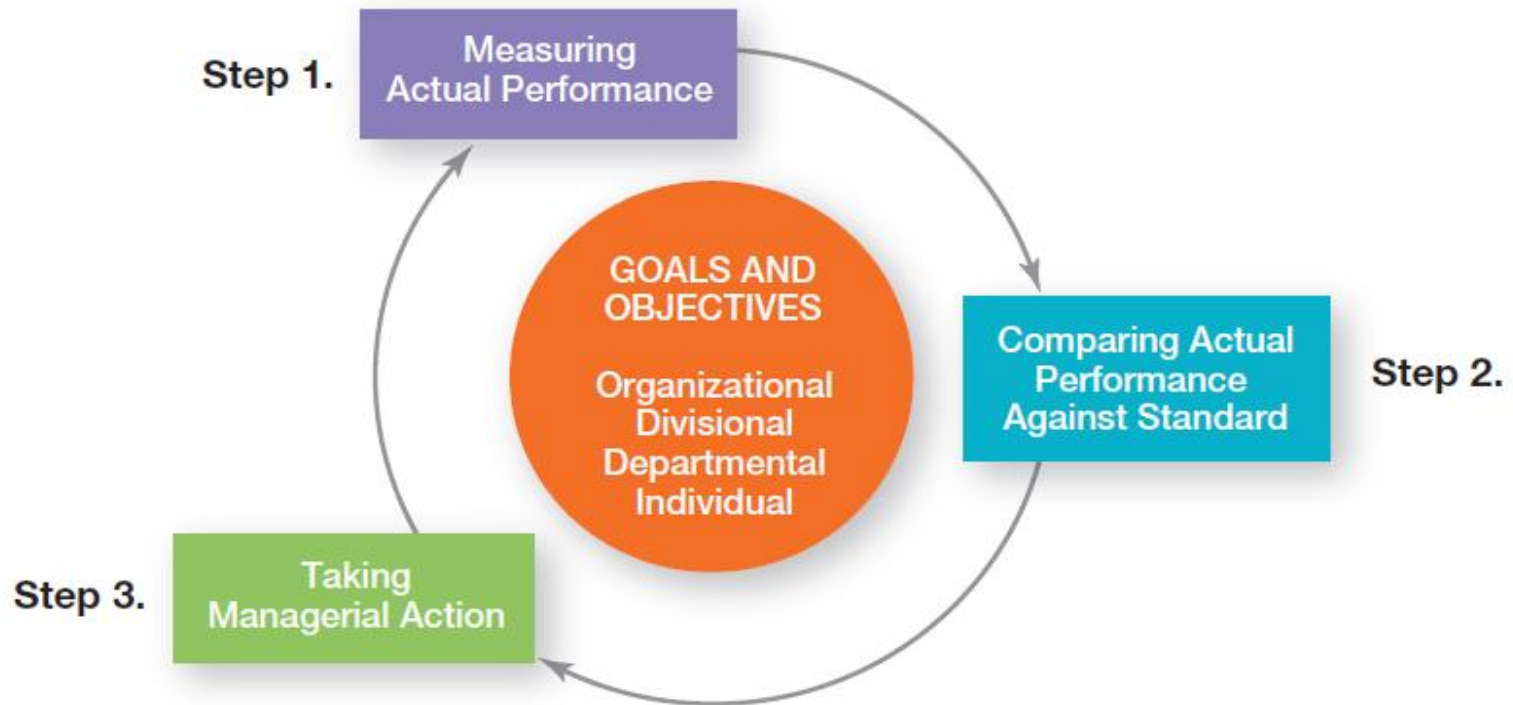 Step 1.
Measuring
Actual Performance
GOALS AND
OBJECTIVES
Organizational
Divisional
Departmental
Individual
Comparing Actual
Performance
Against Standard
Step 2.
Step 3.
Taking
Managerial Action